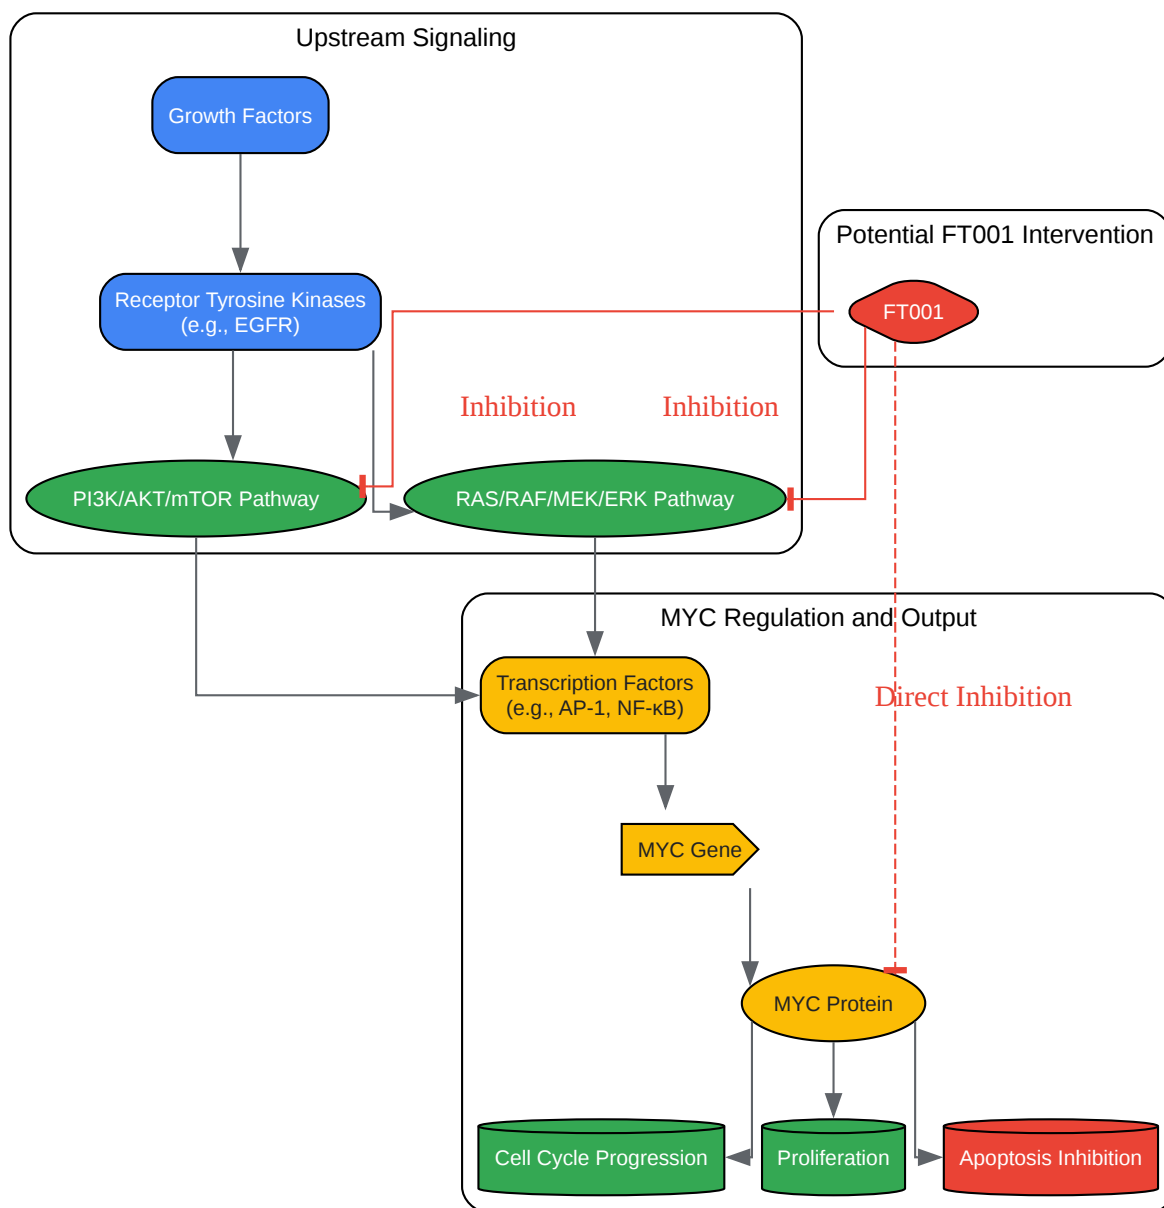 Upstream Signaling
Growth Factors
Potential FT001 Intervention
Receptor Tyrosine Kinases
(e.g., EGFR)
FT001
Inhibition
Inhibition
PI3K/AKT/mTOR Pathway
RAS/RAF/MEK/ERK Pathway
MYC Regulation and Output
Transcription Factors
(e.g., AP-1, NF-κB)
Direct Inhibition
MYC Gene
MYC Protein
Cell Cycle Progression
Proliferation
Apoptosis Inhibition